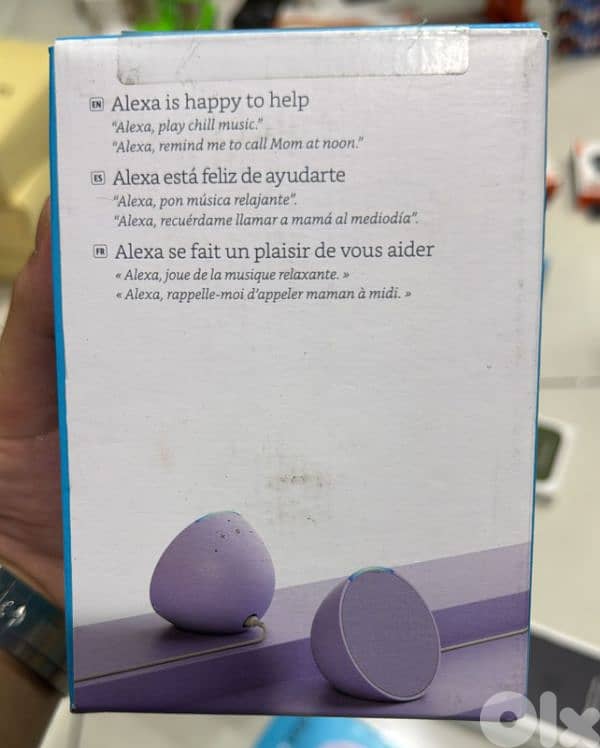 EN Alexa is happy to help
"Alexa, play chill music."
"Alexa, remind me to call Mom at noon."
ES Alexa está feliz de ayudarte
"Alexa, pon música relajante".
"Alexa, recuérdame llamar a mamá al mediodía".
FR Alexa se fait un plaisir de vous aider
« Alexa, joue de la musique relaxante. »
« Alexa, rappelle-moi d'appeler maman à midi. »
Olx